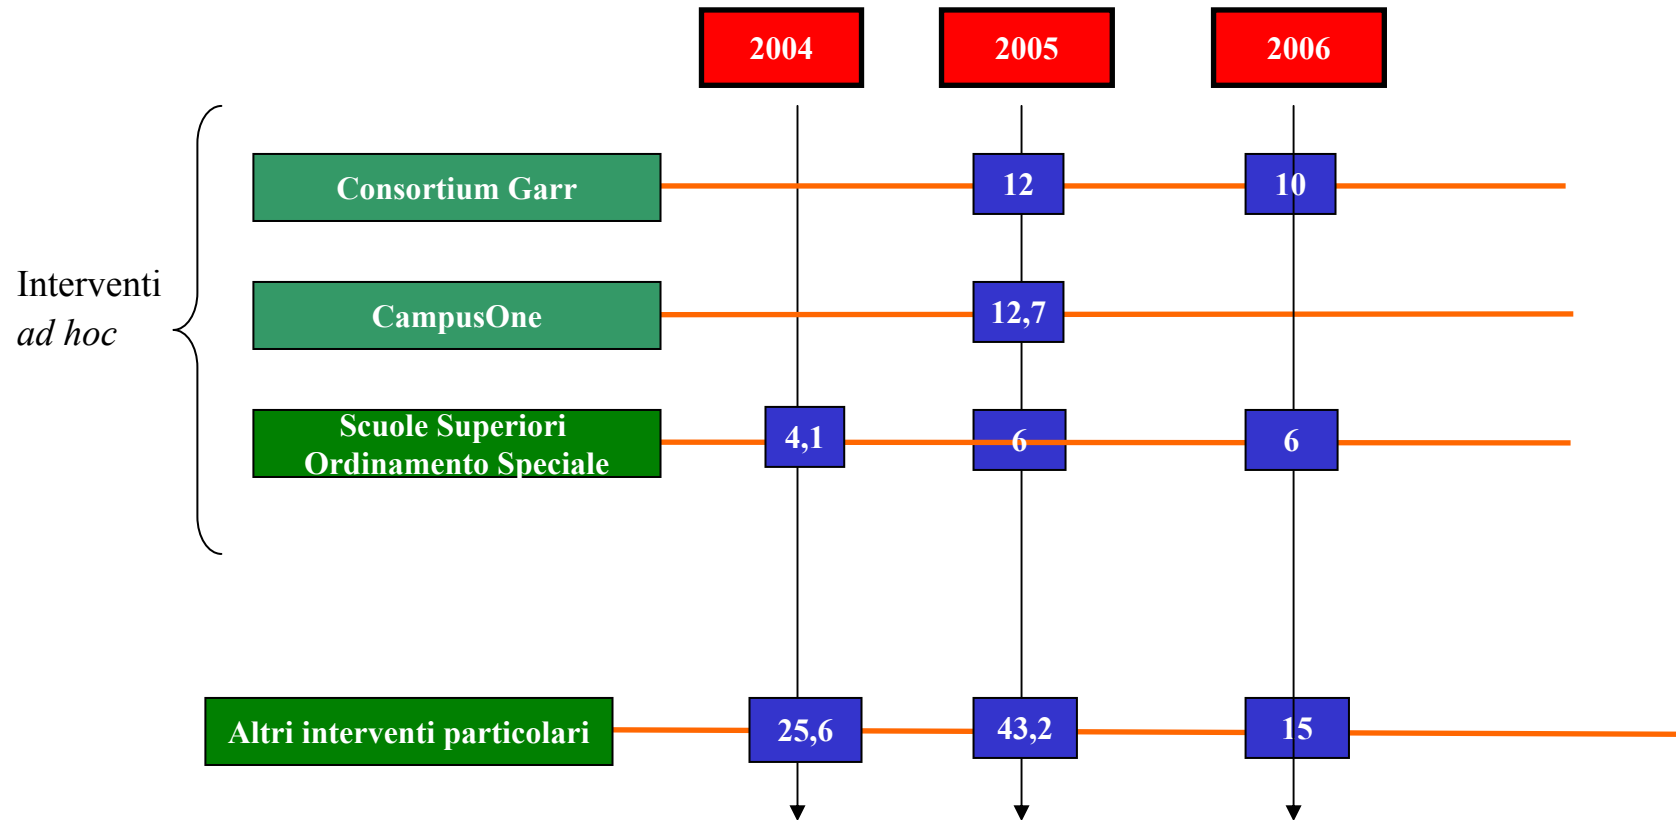 2004
2005
2006
Consortium Garr
12
10
Interventi
ad hoc
CampusOne
12,7
Scuole Superiori
Ordinamento Speciale
4,1
6
6
Altri interventi particolari
25,6
43,2
15